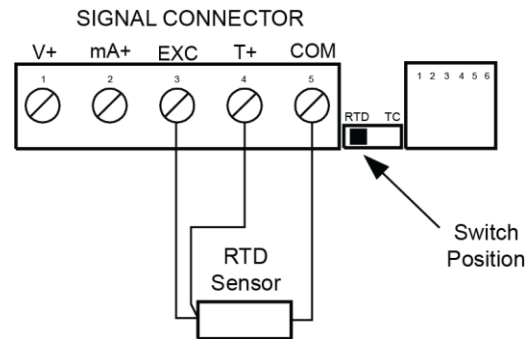 SIGNAL CONNECTOR
V+ mA+ EXC T+ COM
1 2 3 4 5
1 2 3 4 5 6
RTD TC
Switch
Position
RTD
Sensor